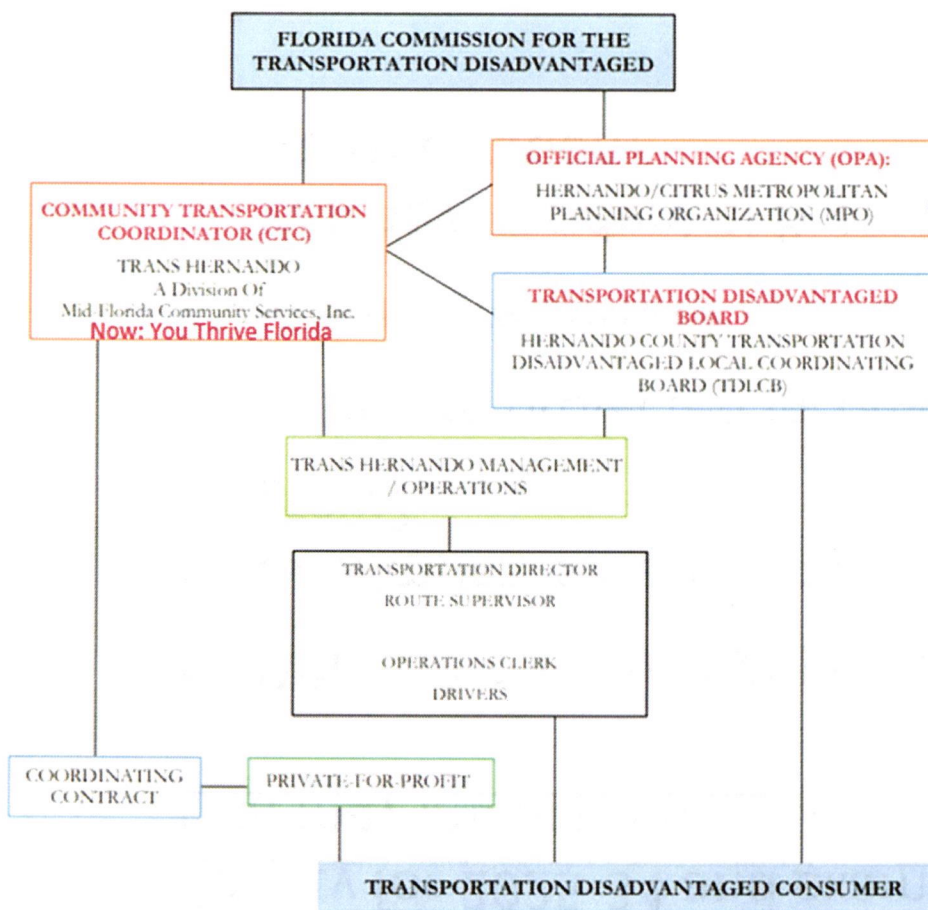 FLORIDA COMMISSION FOR THE
TRANSPORTATION DISADVANTAGED
OFFICIAL PLANNING AGENCY (OPA):
HERNANDO/CITRUS METROPOLITAN
PLANNING ORGANIZATION (MPO)
COMMUNITY TRANSPORTATION
COORDINATOR (CTC)
TRANS HERNANDO
A Division Of
Mid-Florida Community Services, Inc.
Now: You Thrive Florida
TRANSPORTATION DISADVANTAGED
BOARD
HERNANDO COUNTY TRANSPORTATION
DISADVANTAGED LOCAL COORDINATING
BOARD (TDLCB)
TRANS HERNANDO MANAGEMENT
/ OPERATIONS
TRANSPORTATION DIRECTOR
ROUTE SUPERVISOR
OPERATIONS CLERK
DRIVERS
COORDINATING
CONTRACT
PRIVATE-FOR-PROFIT
TRANSPORTATION DISADVANTAGED CONSUMER